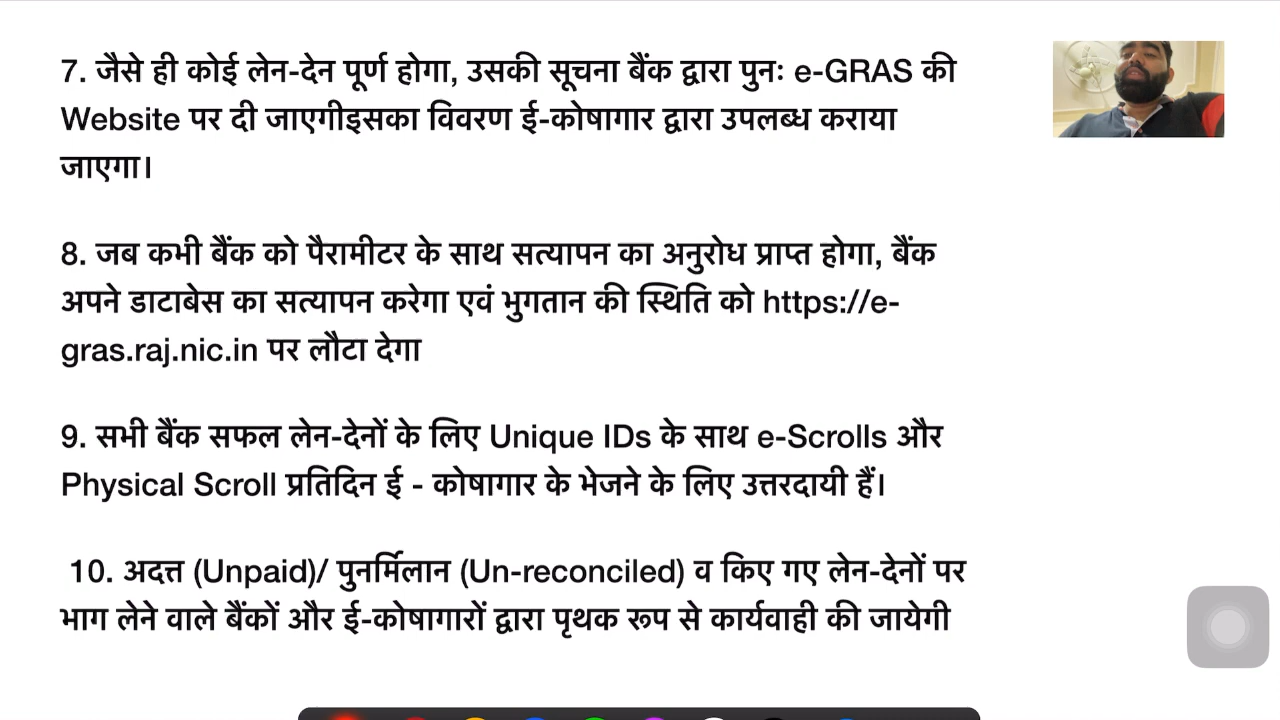 7. जैसे ही कोई लेन-देन पूर्ण होगा, उसकी सूचना बैंक द्वारा पुनः e-GRAS की
Website पर दी जाएगीइसका विवरण ई-कोषागार द्वारा उपलब्ध कराया
जाएगा।
8. जब कभी बैंक को पैरामीटर के साथ सत्यापन का अनुरोध प्राप्त होगा, बैंक
अपने डाटाबेस का सत्यापन करेगा एवं भुगतान की स्थिति को https://e-
gras.raj.nic.in पर लौटा देगा
9. सभी बैंक सफल लेन-देनों के लिए Unique IDs के साथ e-Scrolls और
Physical Scroll प्रतिदिन ई - कोषागार के भेजने के लिए उत्तरदायी हैं।
10. अदत्त (Unpaid)/ पुनर्मिलान (Un-reconciled) व किए गए लेन-देनों पर
भाग लेने वाले बैंकों और ई-कोषागारों द्वारा पृथक रूप से कार्यवाही की जायेगी